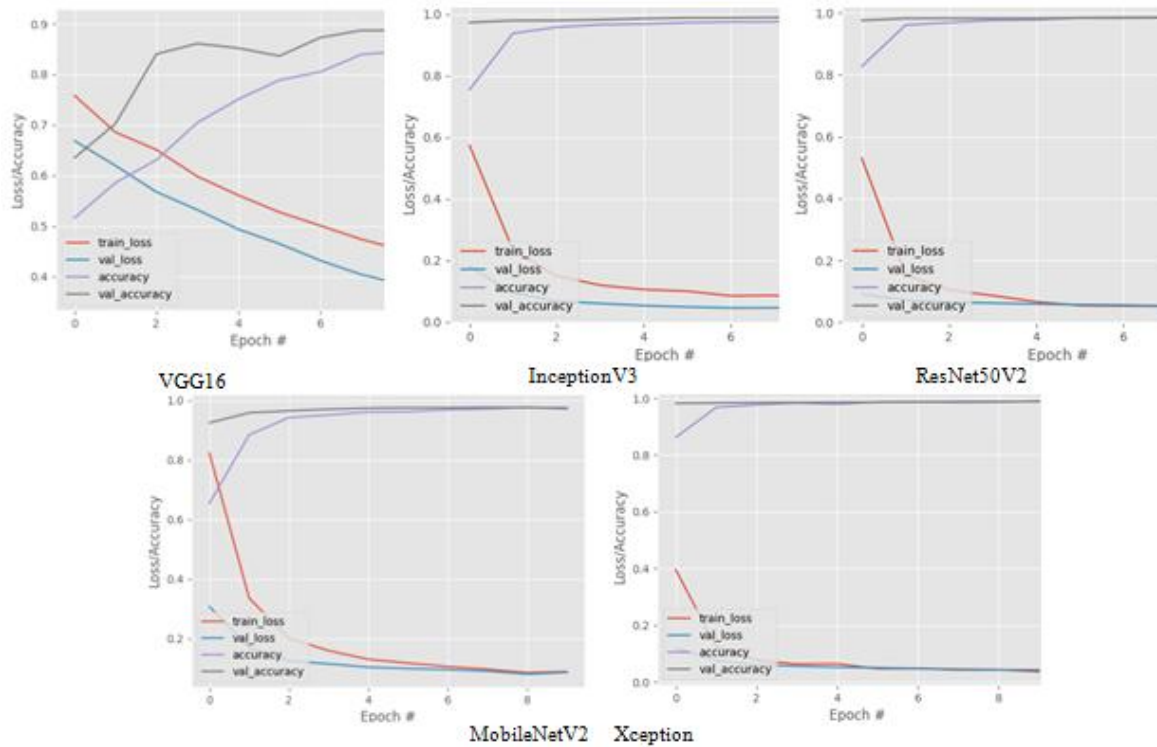 0.9
0.8
0.7
0.6
0.5
0.4
Loss/Accuracy
train_loss
val_loss
accuracy
val_accuracy
0 2 4 6
Epoch #
VGG16
1.0
0.8
0.6
0.4
0.2
0.0
Loss/Accuracy
train_loss
val_loss
accuracy
val_accuracy
0 2 4 6
Epoch #
InceptionV3
1.0
0.8
0.6
0.4
0.2
0.0
Loss/Accuracy
train_loss
val_loss
accuracy
val_accuracy
0 2 4 6
Epoch #
ResNet50V2
1.0
0.8
0.6
0.4
0.2
Loss/Accuracy
train_loss
val_loss
accuracy
val_accuracy
0 2 4 6 8
Epoch #
MobileNetV2
1.0
0.8
0.6
0.4
0.2
0.0
Loss/Accuracy
train_loss
val_loss
accuracy
val_accuracy
0 2 4 6 8
Epoch #
Xception